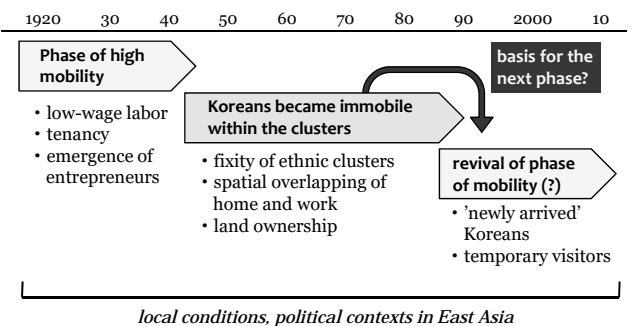 1920 30 40 50 60 70 80 90 2000 10
Phase of high
mobility
• low-wage labor
• tenancy
• emergence of
entrepreneurs
Koreans became immobile
within the clusters
• fixity of ethnic clusters
• spatial overlapping of
home and work
• land ownership
basis for the
next phase?
revival of phase
of mobility (?)
• ’newly arrived’
Koreans
• temporary visitors
local conditions, political contexts in East Asia